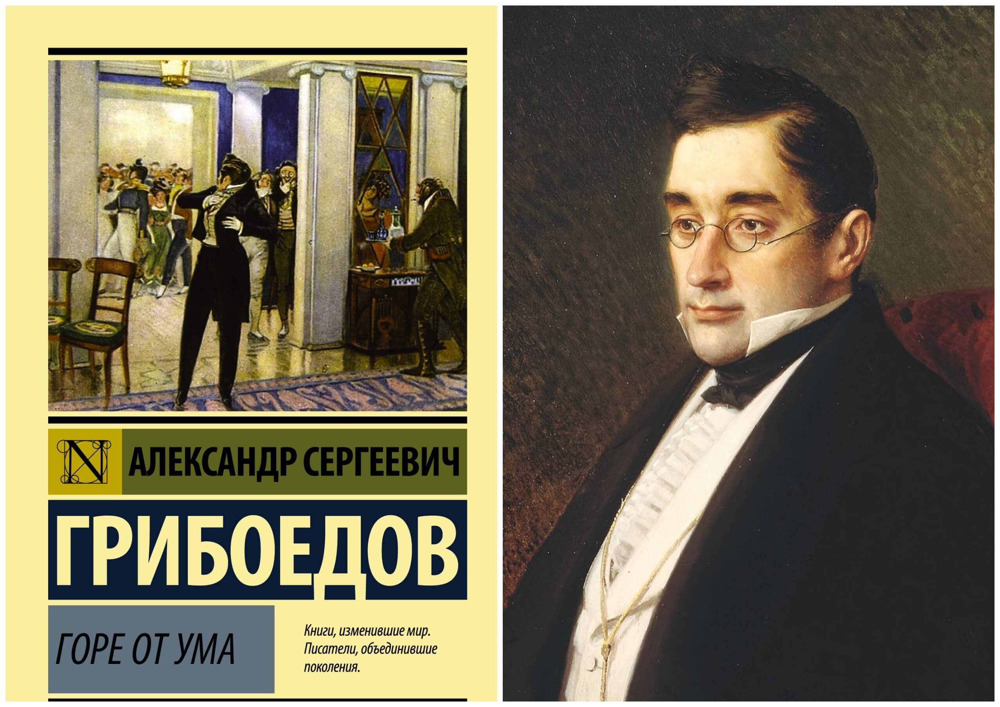 N АЛЕКСАНДР СЕРГЕЕВИЧ
ГРИБОЕДОВ
ГОРЕ ОТ УМА
Книги, изменившие мир.
Писатели, объединившие
поколения.